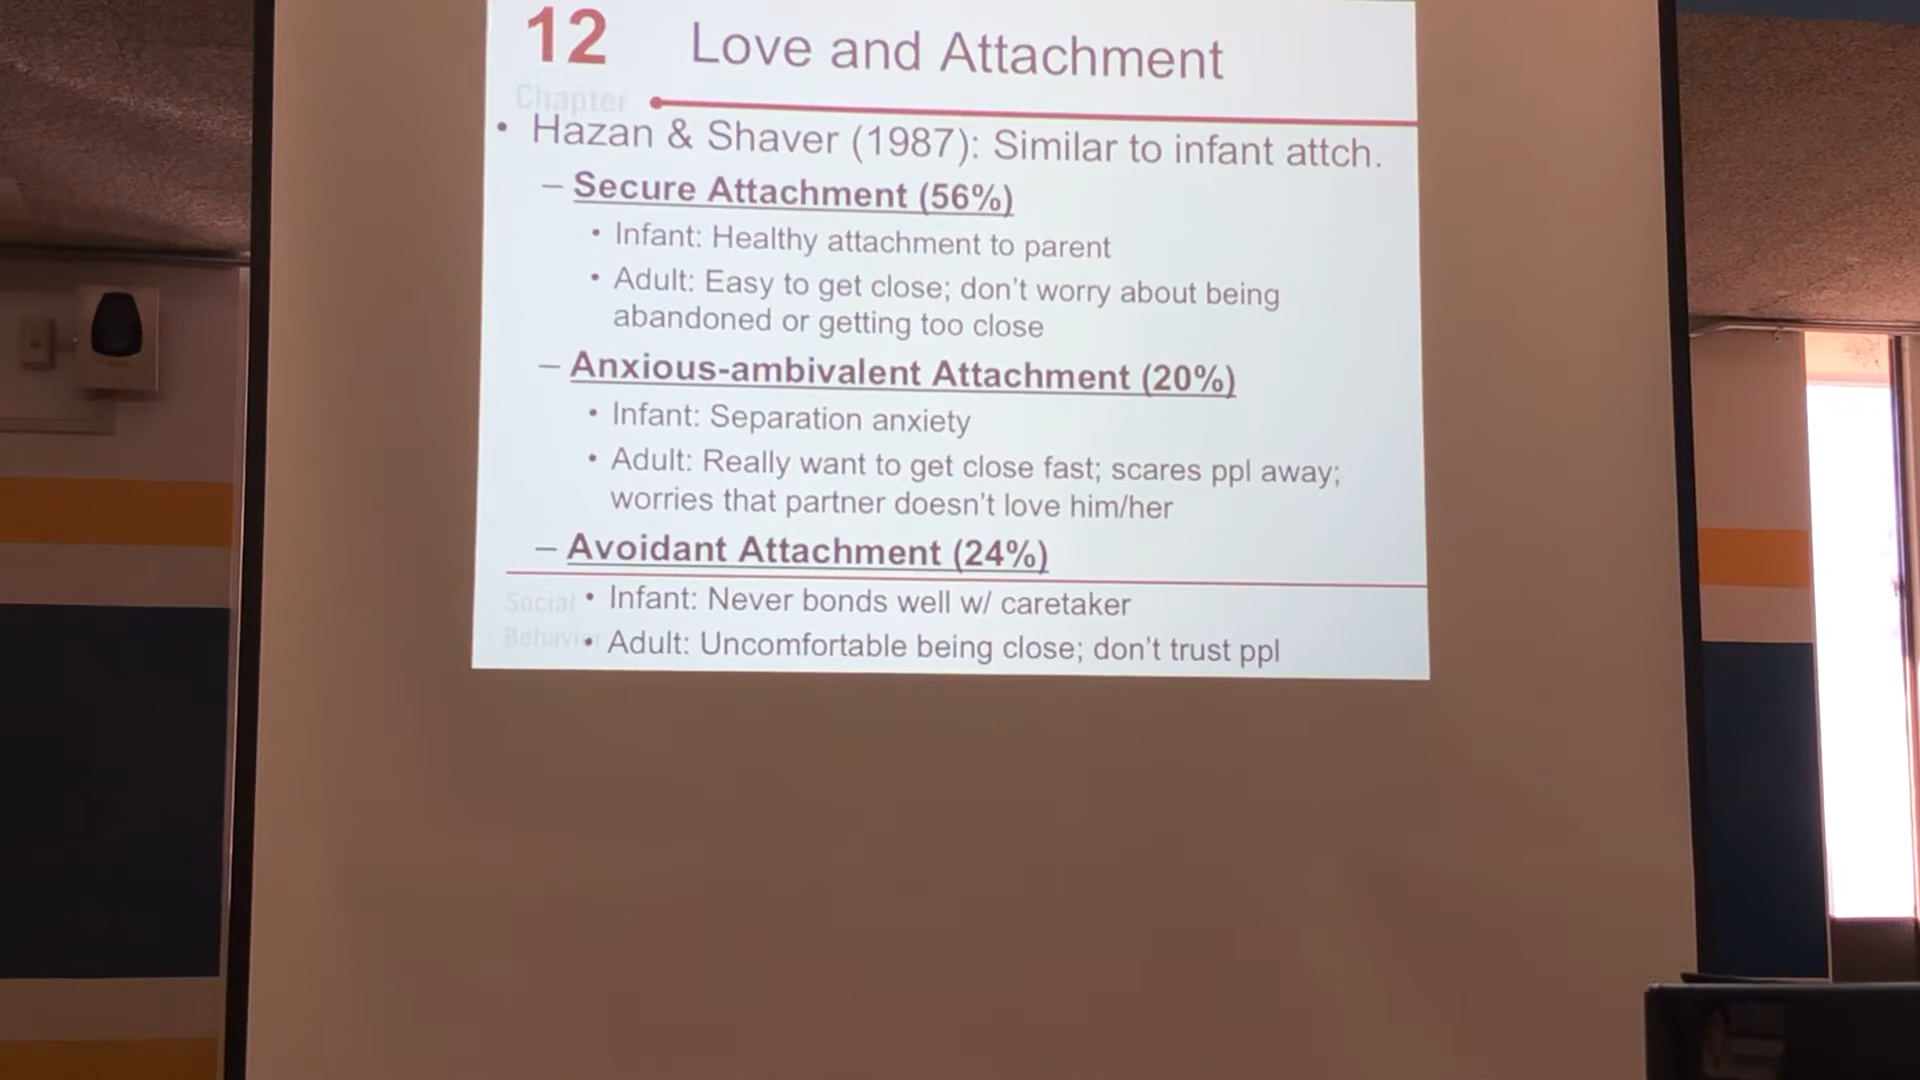 12 Love and Attachment
Chapter
• Hazan & Shaver (1987): Similar to infant attch.
– Secure Attachment (56%)
• Infant: Healthy attachment to parent
• Adult: Easy to get close; don't worry about being
abandoned or getting too close
– Anxious-ambivalent Attachment (20%)
• Infant: Separation anxiety
• Adult: Really want to get close fast; scares ppl away;
worries that partner doesn't love him/her
– Avoidant Attachment (24%)
Social • Infant: Never bonds well w/ caretaker
• Adult: Uncomfortable being close; don't trust ppl